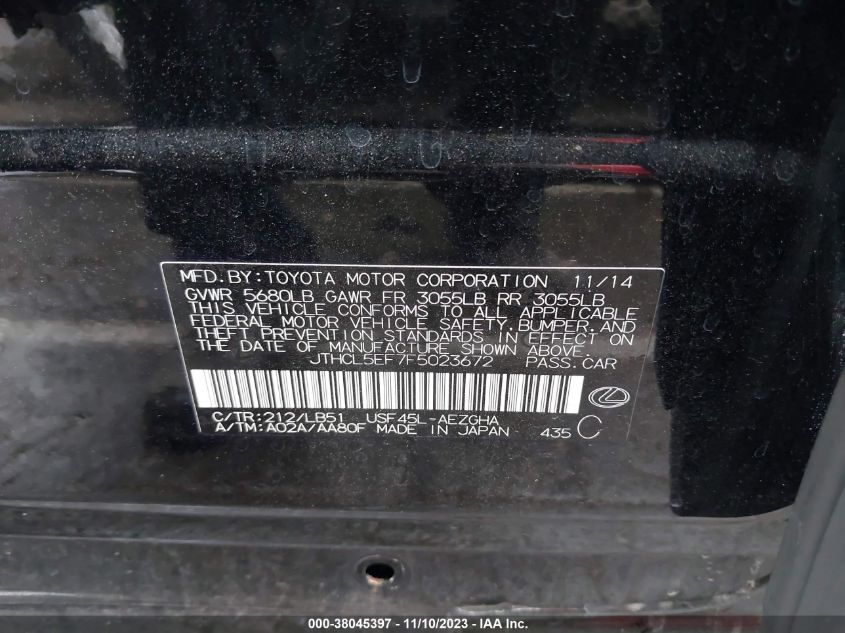 MFD. BY: TOYOTA MOTOR CORPORATION 11/14
GVWR 5680LB GAWR FR 3055LB RR 3055LB
THIS VEHICLE CONFORMS TO ALL APPLICABLE
FEDERAL MOTOR VEHICLE SAFETY, BUMPER, AND
THEFT PREVENTION STANDARDS IN EFFECT ON
THE DATE OF MANUFACTURE SHOWN ABOVE.
JTHCL5EF7F5023672 PASS. CAR
C/TR: 212/LB51 USF45L-AEZGHA
A/TM: A02A/AA80F MADE IN JAPAN 435 C
000-38045397 - 11/10/2023 - IAAI.COM